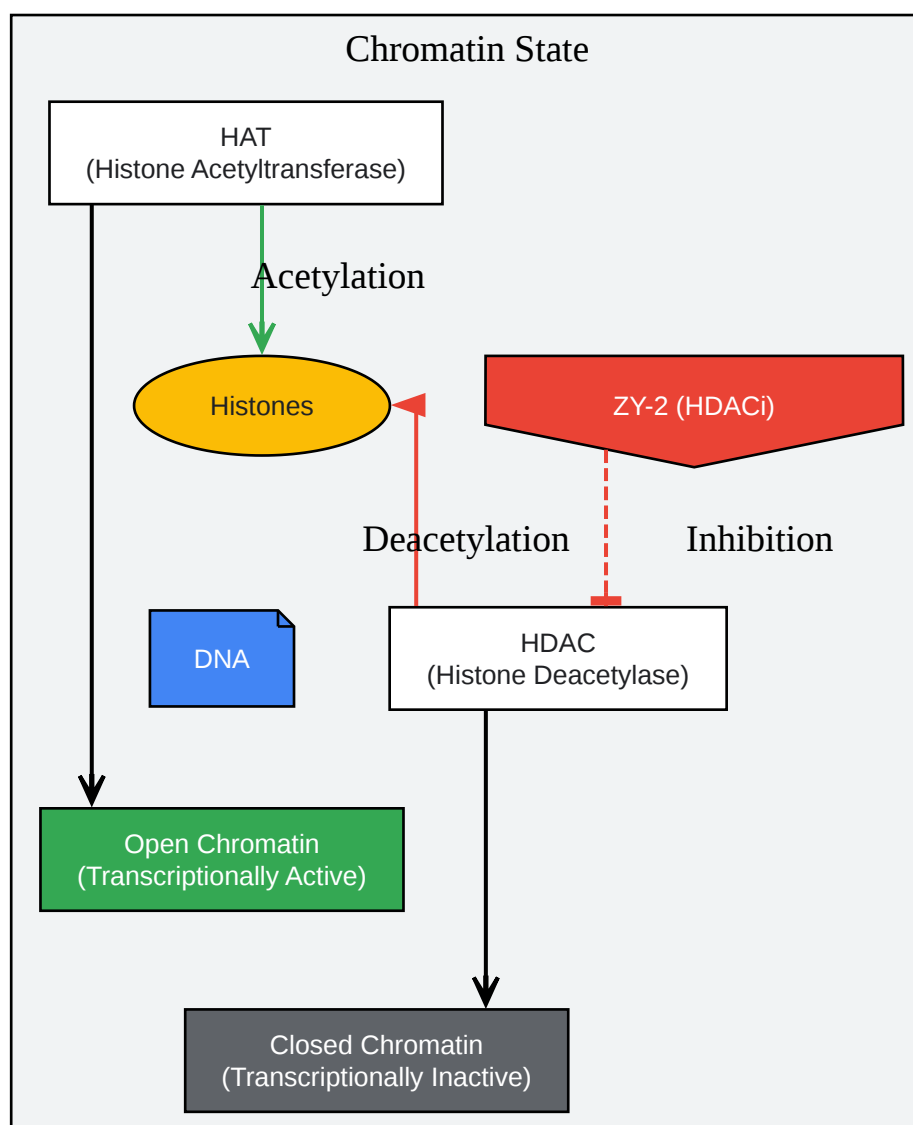 Chromatin State
HAT
(Histone Acetyltransferase)
Acetylation
Histones
ZY-2 (HDACi)
Deacetylation
Inhibition
DNA
HDAC
(Histone Deacetylase)
Open Chromatin
(Transcriptionally Active)
Closed Chromatin
(Transcriptionally Inactive)